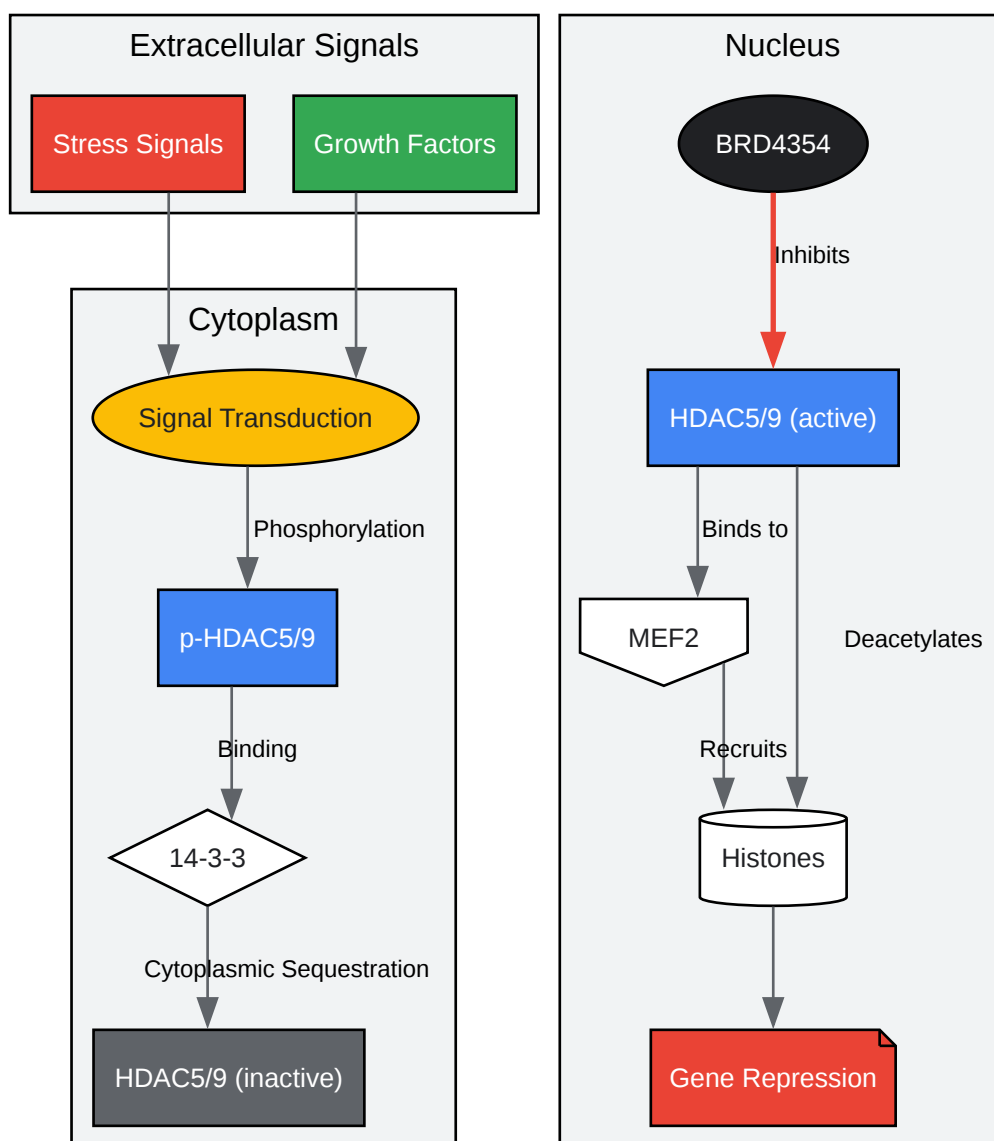 Extracellular Signals
Stress Signals
Growth Factors
Cytoplasm
Signal Transduction
Phosphorylation
p-HDAC5/9
Binding
14-3-3
Cytoplasmic Sequestration
HDAC5/9 (inactive)
Nucleus
BRD4354
Inhibits
HDAC5/9 (active)
Binds to
MEF2
Deacetylates
Recruits
Histones
Gene Repression